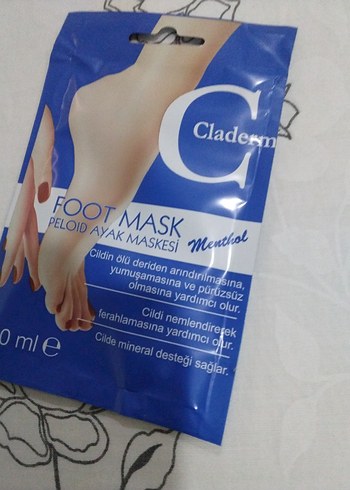 C
Claderm
FOOT MASK
PELOID AYAK MASKESİ
Menthol
Cildin ölü deriden arındırılmasına,
yumuşamasına ve pürüzsüz
olmasına yardımcı olur.
Cildi nemlendirerek
ferahlamasına yardımcı olur.
Cilde mineral desteği sağlar.
0 ml e